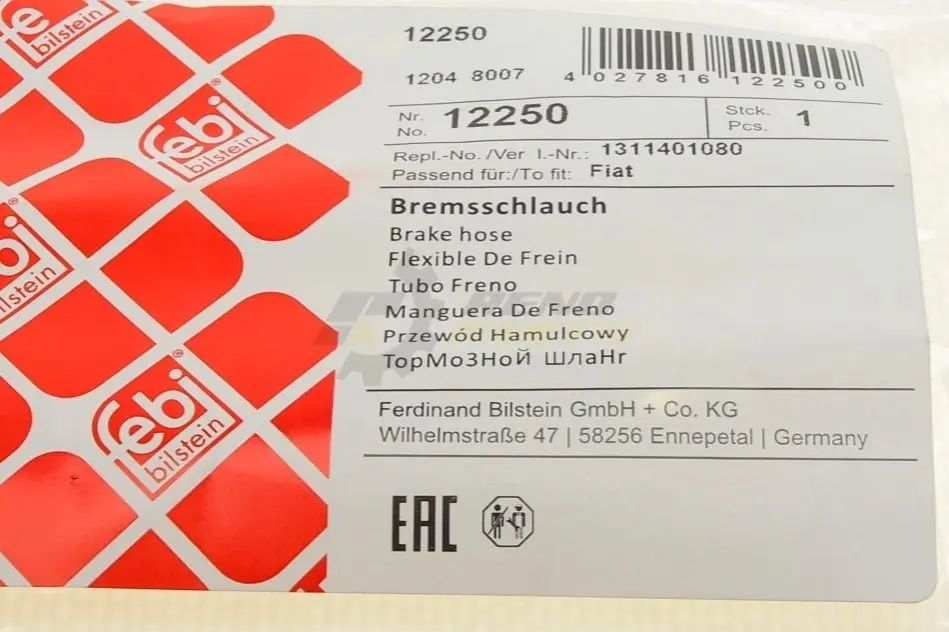 febi
bilstein
febi®
bilstein
febi®
bilstein
febi®
bilstein
12250
1204 8007
4 027816 122500
Nr.
No. 12250
Stck.
Pcs. 1
Repl.-No. /Ver l.-Nr.: 1311401080
Passend für:/To fit: Fiat
Bremsschlauch
Brake hose
Flexible De Frein
Tubo Freno
Manguera De Freno
Przewód Hamulcowy
ТорМоЗНоЙ ШлаНг
Ferdinand Bilstein GmbH + Co. KG
Wilhelmstraße 47 | 58256 Ennepetal | Germany
EAC